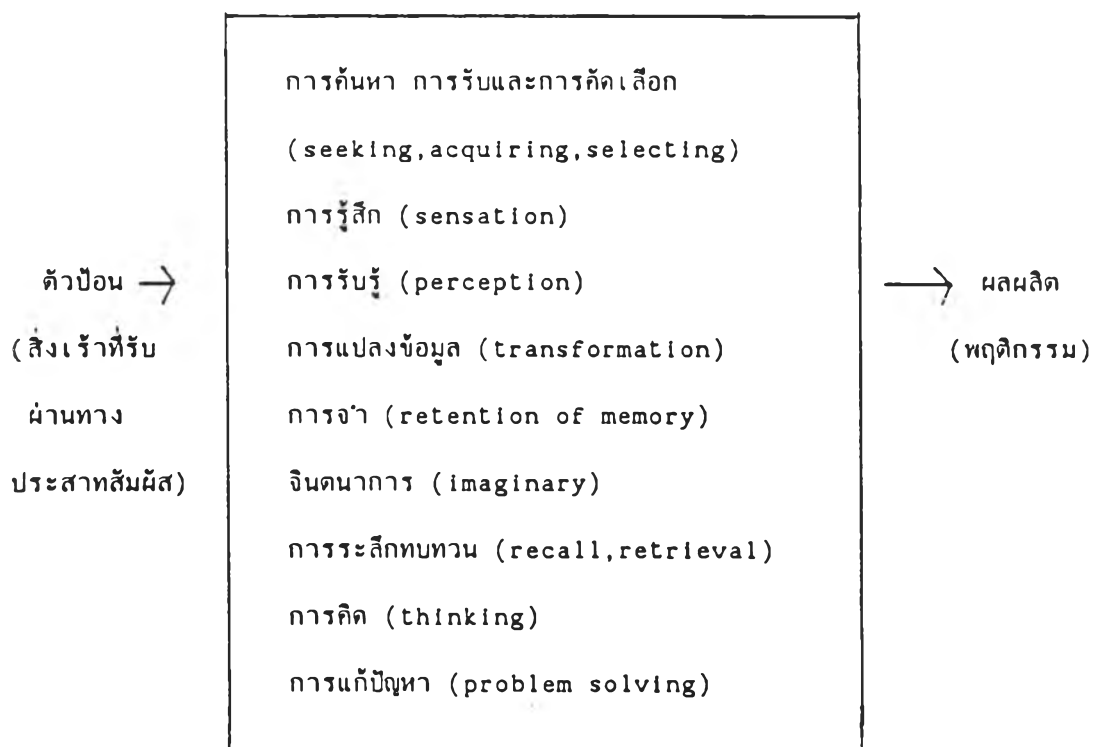 การค้นหา การรับและการคัดเลือก
(seeking,acquiring,selecting)
การรู้สึก (sensation)
ตัวป้อน → การรับรู้ (perception) → ผลผลิต
(สิ่งเร้าที่รับ การแปลงข้อมูล (transformation) (พฤติกรรม)
ผ่านทาง การจำ (retention of memory)
ประสาทสัมผัส) จินตนาการ (imaginary)
การระลึกทบทวน (recall,retrieval)
การคิด (thinking)
การแก้ปัญหา (problem solving)